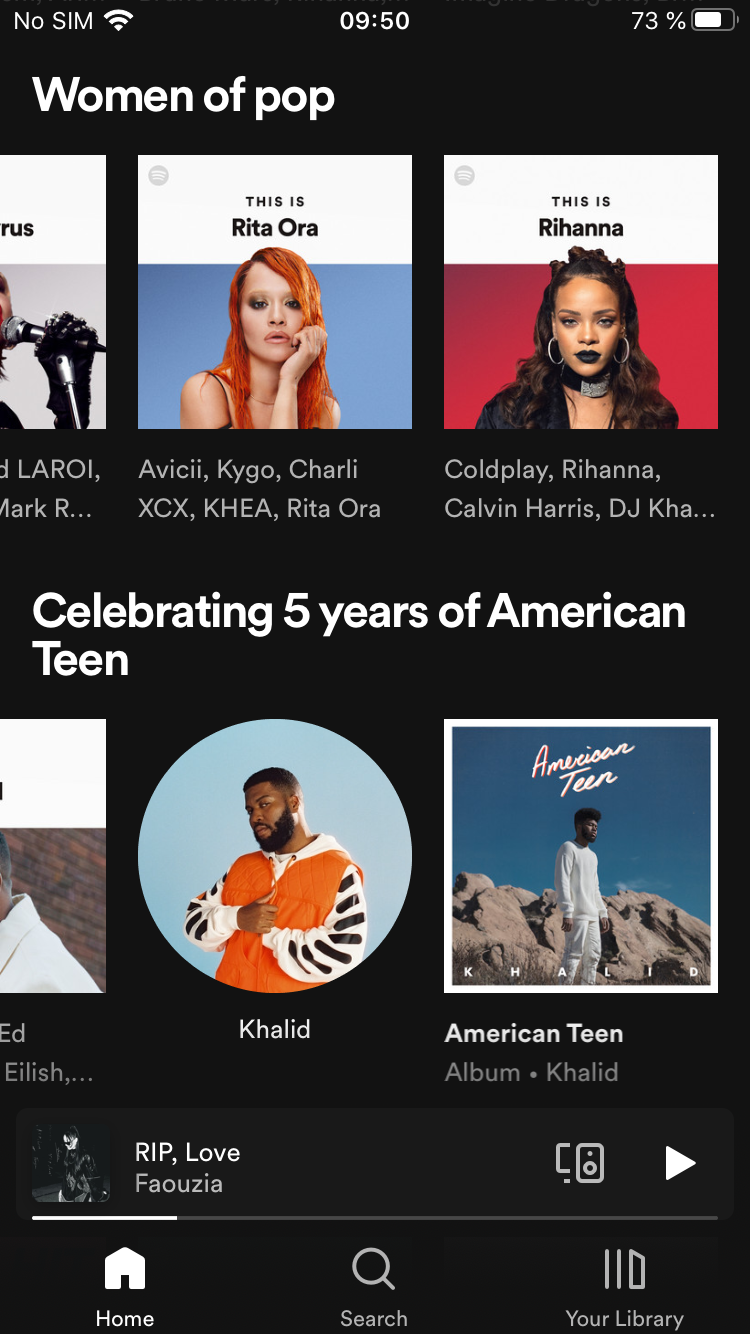 No SIM 09:50 73 %
Women of pop
rus
THIS IS
Rita Ora
THIS IS
Rihanna
d LAROI,
Mark R...
Avicii, Kygo, Charli
XCX, KHEA, Rita Ora
Coldplay, Rihanna,
Calvin Harris, DJ Kha...
Celebrating 5 years of American
Teen
American
Teen
K H A L I D
Ed
Eilish,...
Khalid
American Teen
Album • Khalid
RIP, Love
Faouzia
Home
Search
Your Library